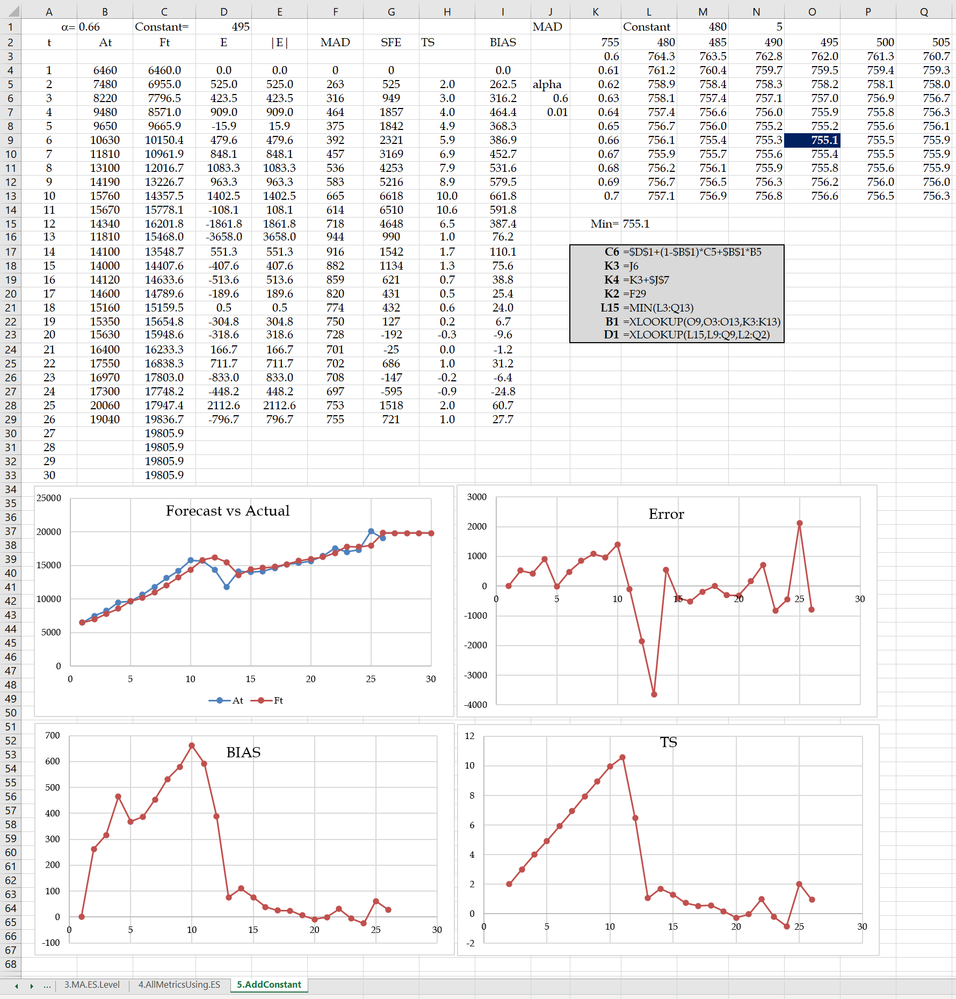 A B C D E F G H I J K L M N O P Q
1 α= 0.66 Constant= 495 MAD Constant 480 5
2 t At Ft E |E| MAD SFE TS BIAS 755 480 485 490 495 500 505
3 0.6 764.3 763.5 762.8 762.0 761.3 760.7
4 1 6460 6460.0 0.0 0.0 0 0 0.0 0.61 761.2 760.4 759.7 759.5 759.4 759.3
5 2 7480 6955.0 525.0 525.0 263 525 2.0 262.5 alpha 0.62 758.9 758.4 758.3 758.2 758.1 758.0
6 3 8220 7796.5 423.5 423.5 316 949 3.0 316.2 0.6 0.63 758.1 757.4 757.1 757.0 756.9 756.7
7 4 9480 8571.0 909.0 909.0 464 1857 4.0 464.4 0.01 0.64 757.4 756.6 756.0 755.9 755.8 756.3
8 5 9650 9665.9 -15.9 15.9 375 1842 4.9 368.3 0.65 756.7 756.0 755.2 755.2 755.6 756.1
9 6 10630 10150.4 479.6 479.6 392 2321 5.9 386.9 0.66 756.1 755.4 755.3 755.1 755.5 755.9
10 7 11810 10961.9 848.1 848.1 457 3169 6.9 452.7 0.67 755.9 755.7 755.6 755.4 755.5 755.9
11 8 13100 12016.7 1083.3 1083.3 536 4253 7.9 531.6 0.68 756.2 756.1 755.9 755.8 755.6 755.9
12 9 14190 13226.7 963.3 963.3 583 5216 8.9 579.5 0.69 756.7 756.5 756.3 756.2 756.0 756.0
13 10 15760 14357.5 1402.5 1402.5 665 6618 10.0 661.8 0.7 757.1 756.9 756.8 756.6 756.5 756.3
14 11 15670 15778.1 -108.1 108.1 614 6510 10.6 591.8
15 12 14340 16201.8 -1861.8 1861.8 718 4648 6.5 387.4 Min= 755.1
16 13 11810 15468.0 -3658.0 3658.0 944 990 1.0 76.2
17 14 14100 13548.7 551.3 551.3 916 1542 1.7 110.1 C6 =$D$1+(1-$B$1)*C5+$B$1*B5
18 15 14000 14407.6 -407.6 407.6 882 1134 1.3 75.6 K3 =J6
19 16 14120 14633.6 -513.6 513.6 859 621 0.7 38.8 K4 =K3+$J$7
20 17 14600 14789.6 -189.6 189.6 820 431 0.5 25.4 K2 =F29
21 18 15160 15159.5 0.5 0.5 774 432 0.6 24.0 L15 =MIN(L3:Q13)
22 19 15350 15654.8 -304.8 304.8 750 127 0.2 6.7 B1 =XLOOKUP(O9,O3:O13,K3:K13)
23 20 15630 15948.6 -318.6 318.6 728 -192 -0.3 -9.6 D1 =XLOOKUP(L15,L9:Q9,L2:Q2)
24 21 16400 16233.3 166.7 166.7 701 -25 0.0 -1.2
25 22 17550 16838.3 711.7 711.7 702 686 1.0 31.2
26 23 16970 17803.0 -833.0 833.0 708 -147 -0.2 -6.4
27 24 17300 17748.2 -448.2 448.2 697 -595 -0.9 -24.8
28 25 20060 17947.4 2112.6 2112.6 753 1518 2.0 60.7
29 26 19040 19836.7 -796.7 796.7 755 721 1.0 27.7
30 27 19805.9
31 28 19805.9
32 29 19805.9
33 30 19805.9
34
35
36
37
38
39
40
41
42
43
44
45
46
47
48
49
50
51
52
53
54
55
56
57
58
59
60
61
62
63
64
65
66
67
68
Forecast vs Actual
25000
20000
15000
10000
5000
0
0 5 10 15 20 25 30
At Ft
Error
3000
2000
1000
0
-1000
-2000
-3000
-4000
0 5 10 15 20 25 30
BIAS
700
600
500
400
300
200
100
0
-100
0 5 10 15 20 25 30
TS
12
10
8
6
4
2
0
-2
0 5 10 15 20 25 30
... 3.MA.ES.Level 4.AllMetricsUsing.ES 5.AddConstant